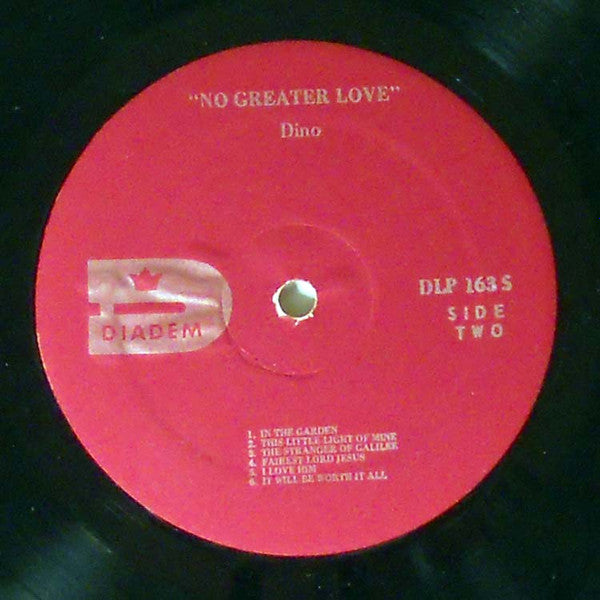 "NO GREATER LOVE"
Dino
DIADEM
DLP 163 S
SIDE
TWO
1. IN THE GARDEN
2. THIS LITTLE LIGHT OF MINE
3. THE STRANGER OF GALILEE
4. FAIREST LORD JESUS
5. I LOVE HIM
6. IT WILL BE WORTH IT ALL